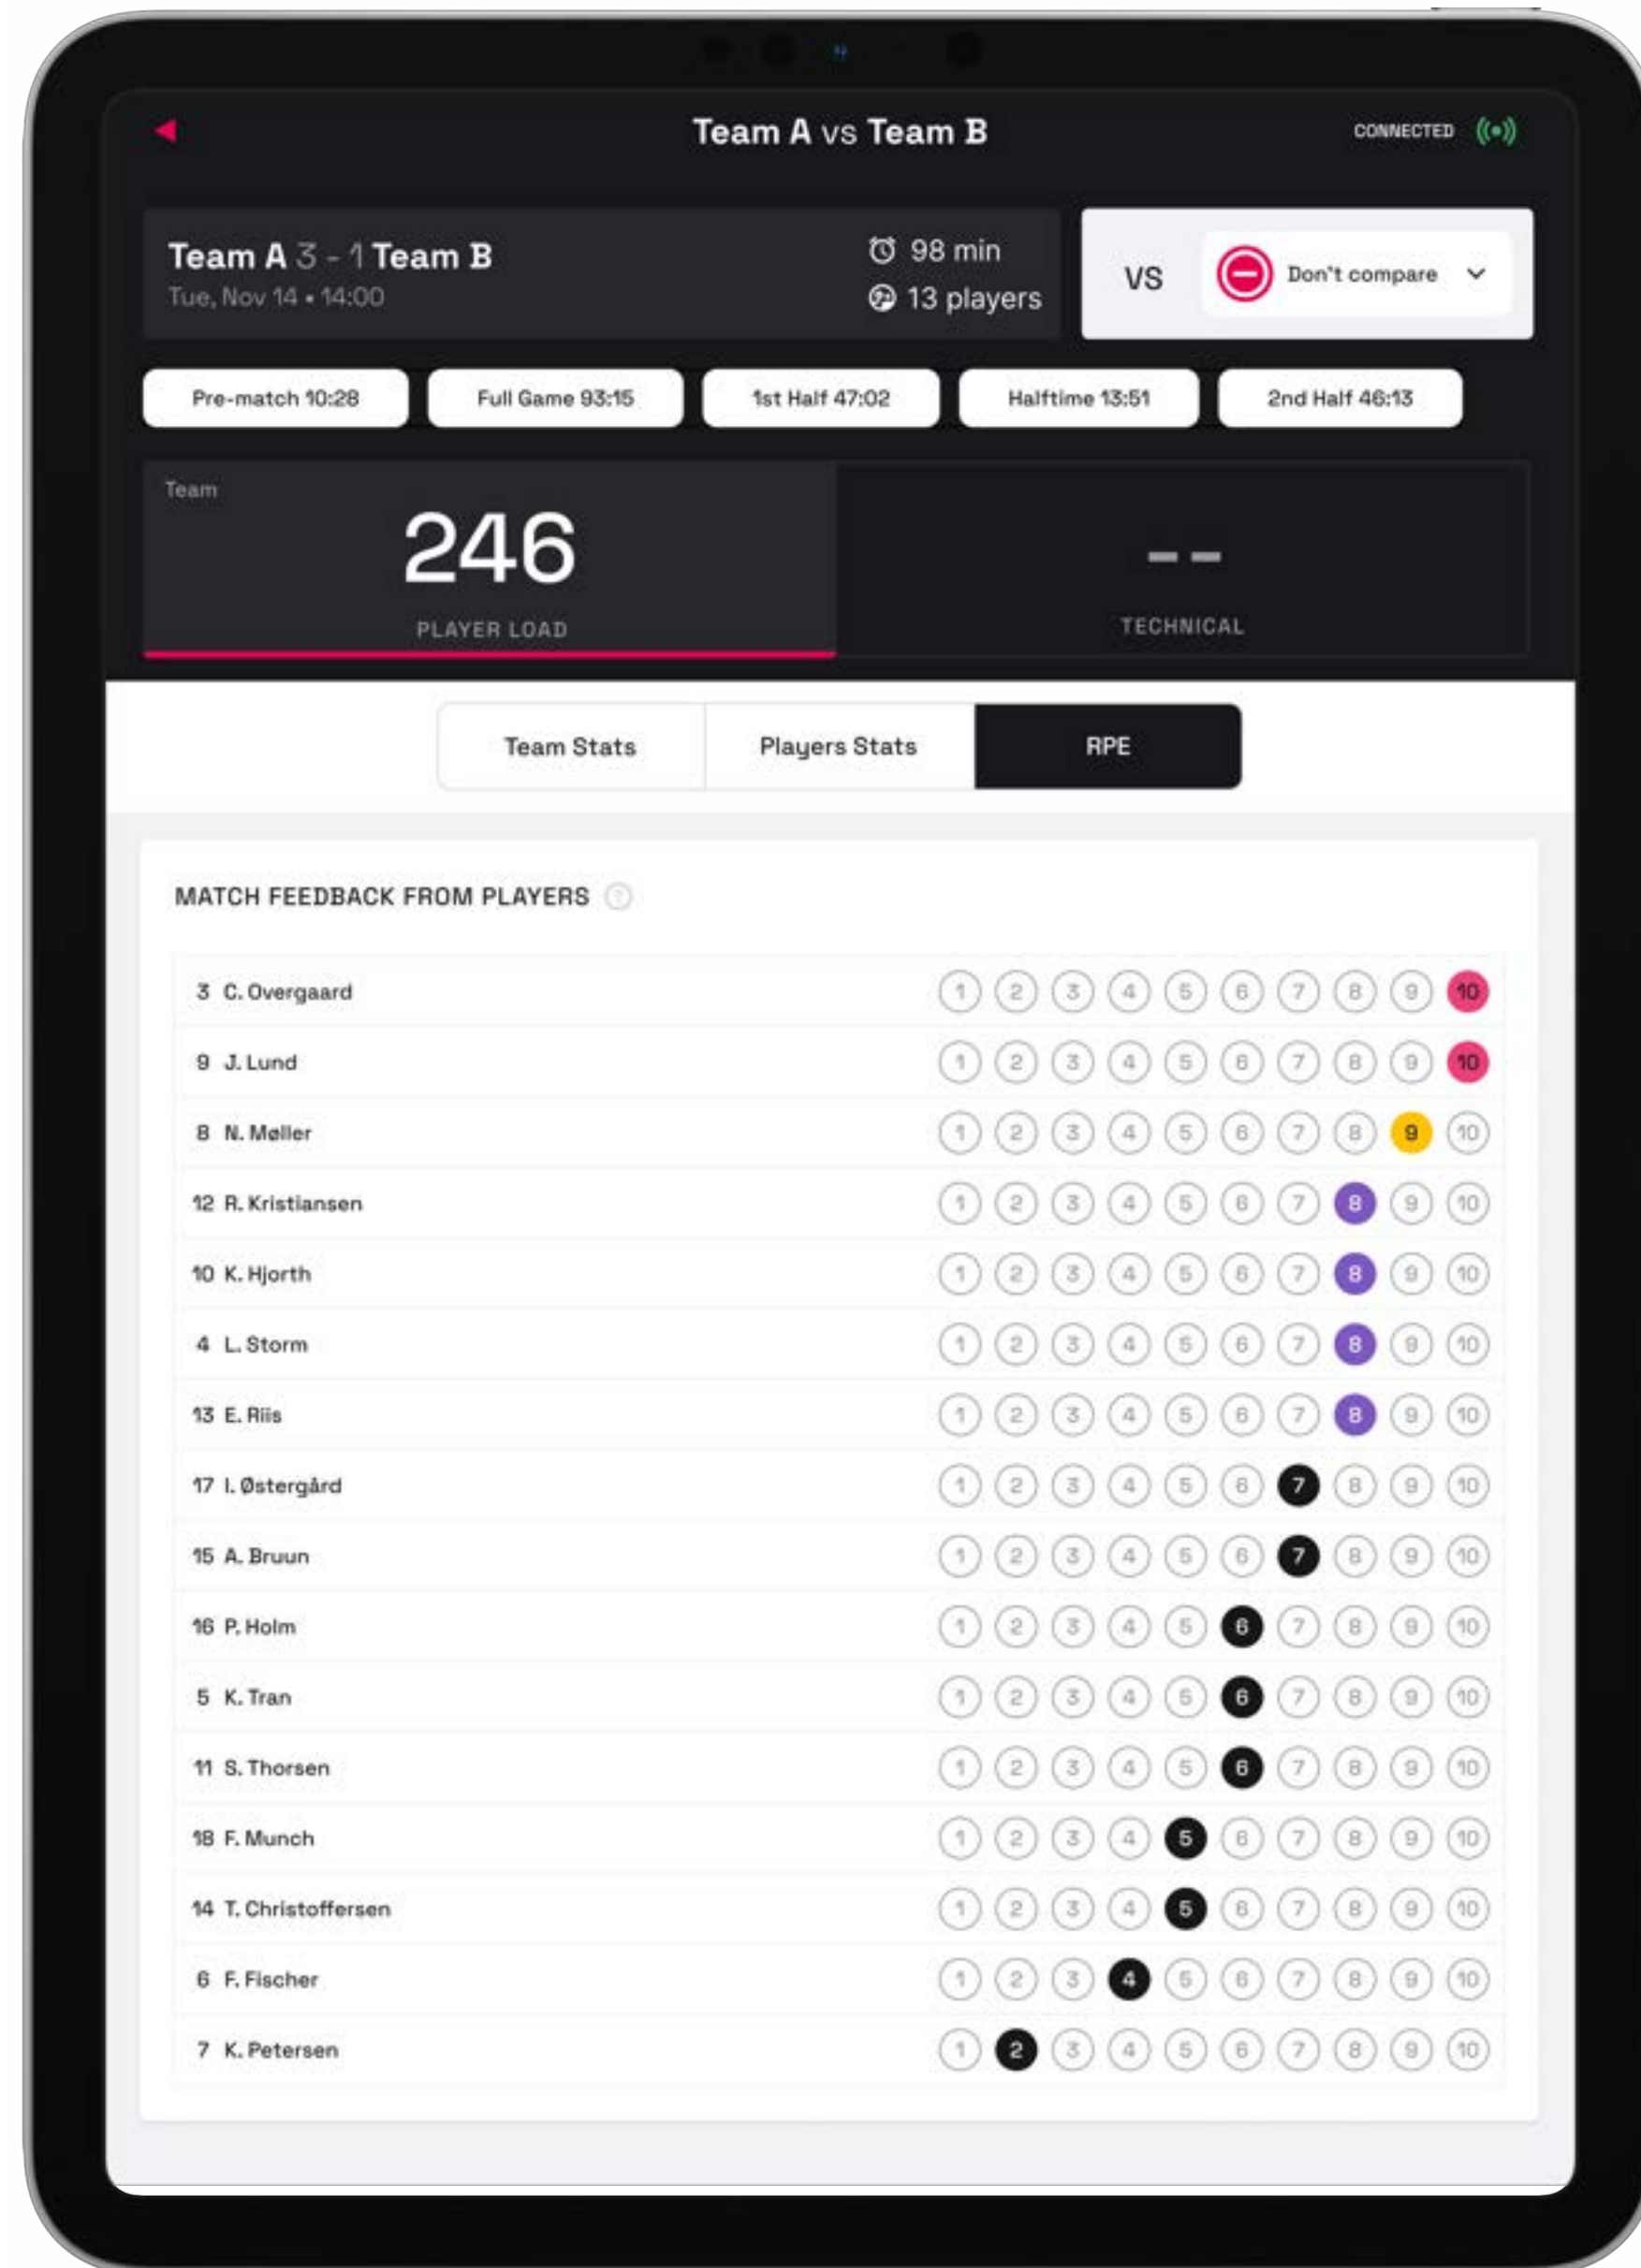 Team A vs Team B
CONNECTED
Team A 3 - 1 Team B
Tue, Nov 14 • 14:00
98 min
13 players
VS
Don't compare
Pre-match 10:28
Full Game 93:15
1st Half 47:02
Halftime 13:51
2nd Half 46:13
Team
246
PLAYER LOAD
– –
TECHNICAL
Team Stats
Players Stats
RPE
MATCH FEEDBACK FROM PLAYERS ?
3 C. Overgaard 1 2 3 4 5 6 7 8 9 10
9 J. Lund 1 2 3 4 5 6 7 8 9 10
8 N. Møller 1 2 3 4 5 6 7 8 9 10
12 R. Kristiansen 1 2 3 4 5 6 7 8 9 10
10 K. Hjorth 1 2 3 4 5 6 7 8 9 10
4 L. Storm 1 2 3 4 5 6 7 8 9 10
13 E. Riis 1 2 3 4 5 6 7 8 9 10
17 I. Østergård 1 2 3 4 5 6 7 8 9 10
15 A. Bruun 1 2 3 4 5 6 7 8 9 10
16 P. Holm 1 2 3 4 5 6 7 8 9 10
5 K. Tran 1 2 3 4 5 6 7 8 9 10
11 S. Thorsen 1 2 3 4 5 6 7 8 9 10
18 F. Munch 1 2 3 4 5 6 7 8 9 10
14 T. Christoffersen 1 2 3 4 5 6 7 8 9 10
6 F. Fischer 1 2 3 4 5 6 7 8 9 10
7 K. Petersen 1 2 3 4 5 6 7 8 9 10